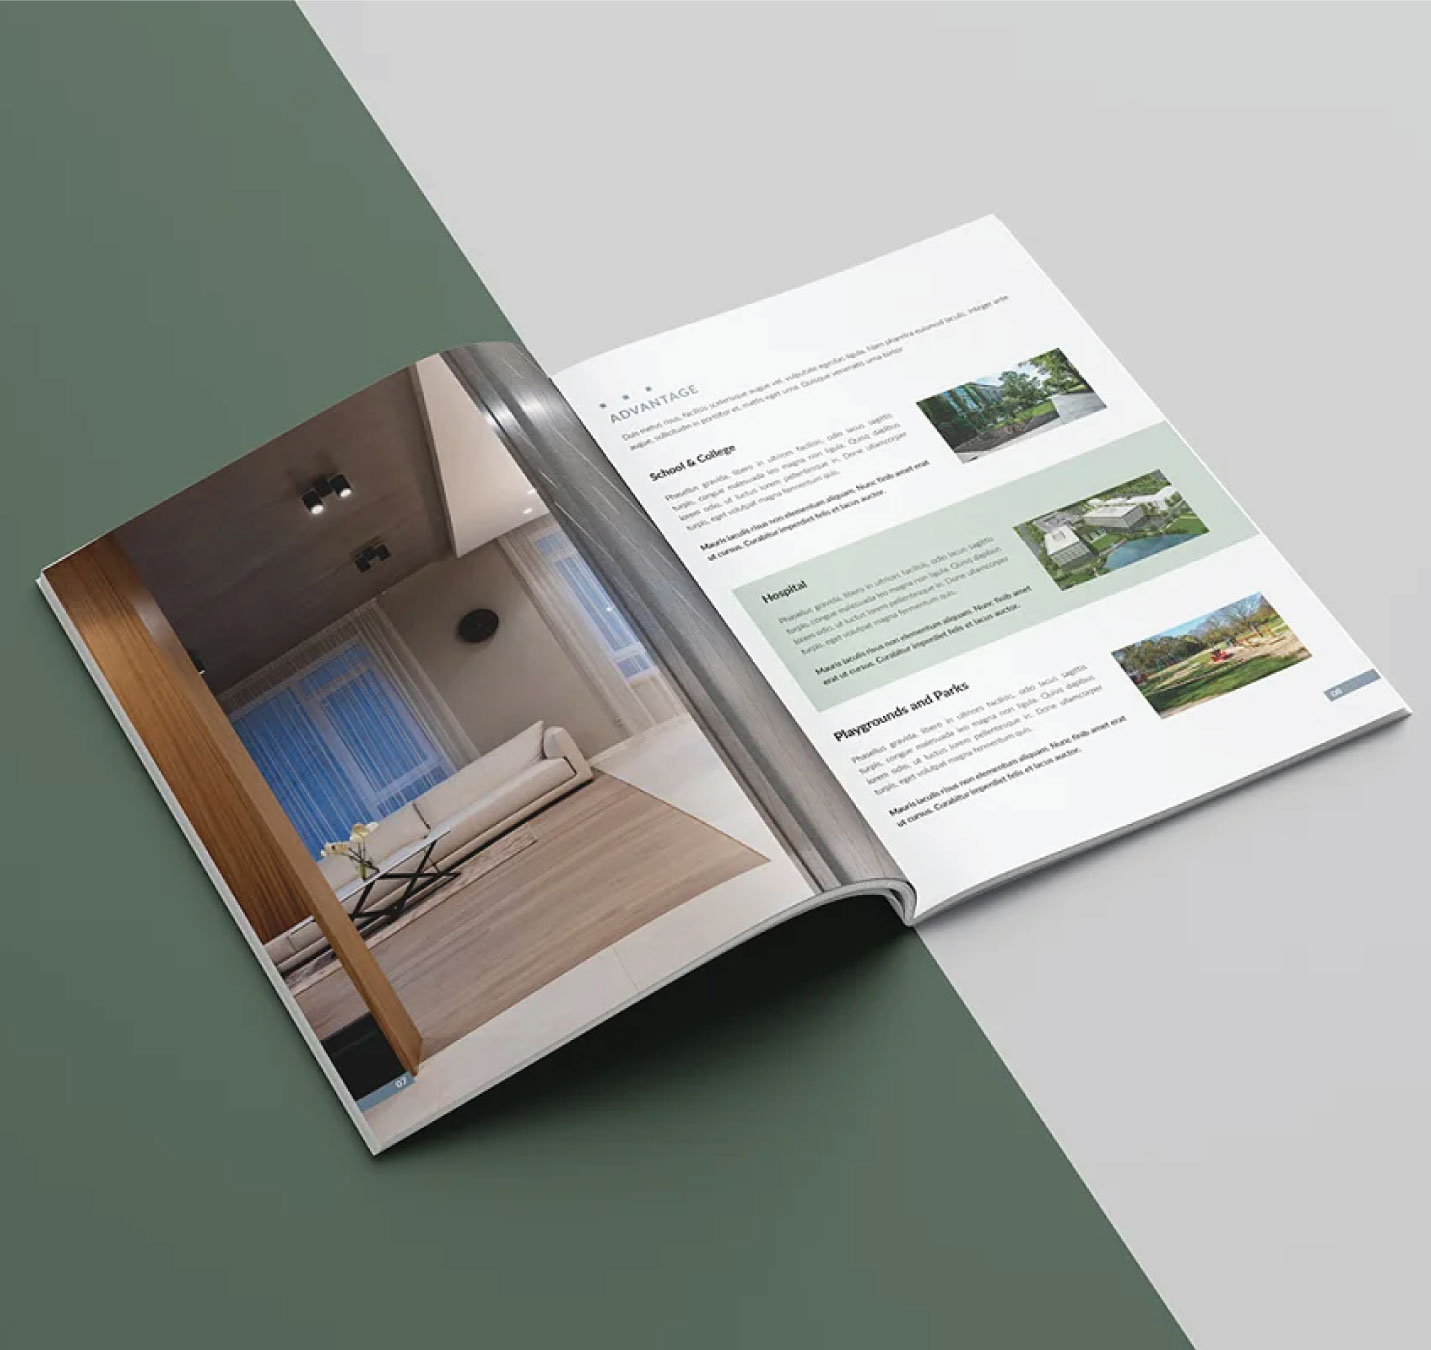 ADVANTAGE
Duis metus risus, facilisis scelerisque augue vel, vulputate egestas ligula. Nam pharetra euismod iaculis. Integer ante
augue, sollicitudin in porttitor et, mattis eget urna. Quisque venenatis urna tortor
School & College
Phasellus gravida, libero in ultrices facilisis, odio lacus sagittis
turpis, congue malesuada leo magna non ligula. Quisq dapibus
lorem odio, ut luctus lorem pellentesque in. Done ullamcorper
turpis, eget volutpat magna fermentum quis.
Mauris iaculis risus non elementum aliquam. Nunc finib amet erat
ut cursus. Curabitur imperdiet felis et lacus auctor.
Hospital
Phasellus gravida, libero in ultrices facilisis, odio lacus sagittis
turpis, congue malesuada leo magna non ligula. Quisq dapibus
lorem odio, ut luctus lorem pellentesque in. Done ullamcorper
turpis, eget volutpat magna fermentum quis.
Mauris iaculis risus non elementum aliquam. Nunc finib amet
erat ut cursus. Curabitur imperdiet felis et lacus auctor.
Playgrounds and Parks
Phasellus gravida, libero in ultrices facilisis, odio lacus sagittis
turpis, congue malesuada leo magna non ligula. Quisq dapibus
lorem odio, ut luctus lorem pellentesque in. Done ullamcorper
turpis, eget volutpat magna fermentum quis.
Mauris iaculis risus non elementum aliquam. Nunc finib amet erat
ut cursus. Curabitur imperdiet felis et lacus auctor.
07
08